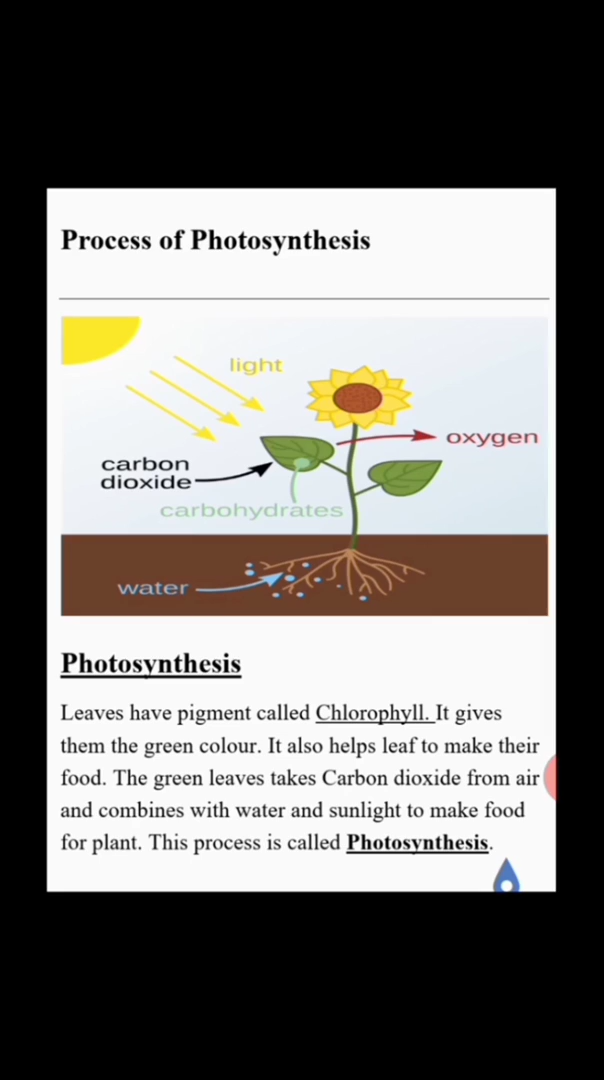 Process of Photosynthesis
light
oxygen
carbon
dioxide
carbohydrates
water
Photosynthesis
Leaves have pigment called Chlorophyll. It gives
them the green colour. It also helps leaf to make their
food. The green leaves takes Carbon dioxide from air
and combines with water and sunlight to make food
for plant. This process is called Photosynthesis.